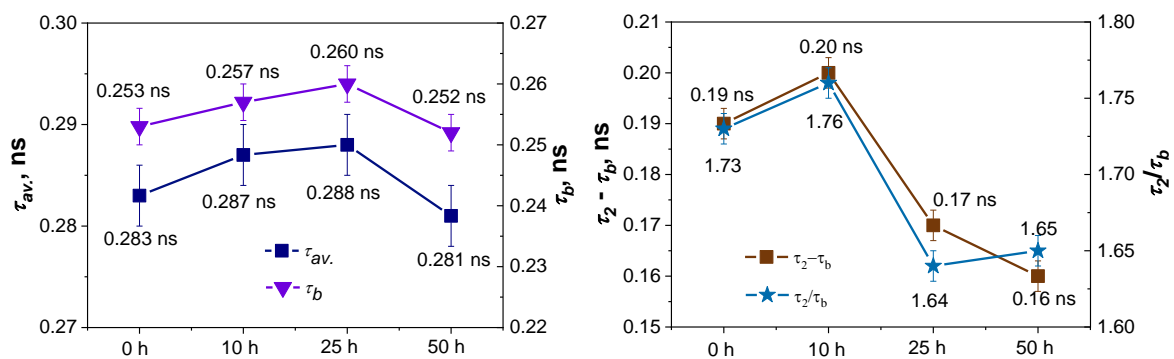 0.30
0.29
0.28
0.27
τav., ns
0.253 ns
0.257 ns
0.260 ns
0.252 ns
0.283 ns
0.287 ns
0.288 ns
0.281 ns
τav.
τb
0 h
10 h
25 h
50 h
0.27
0.26
0.25
0.24
0.23
0.22
τb, ns
0.21
0.20
0.19
0.18
0.17
0.16
0.15
τ2 - τb, ns
0.19 ns
0.20 ns
1.73
1.76
0.17 ns
1.65
1.64
0.16 ns
τ2−τb
τ2/τb
0 h
10 h
25 h
50 h
1.80
1.75
1.70
1.65
1.60
τ2/τb